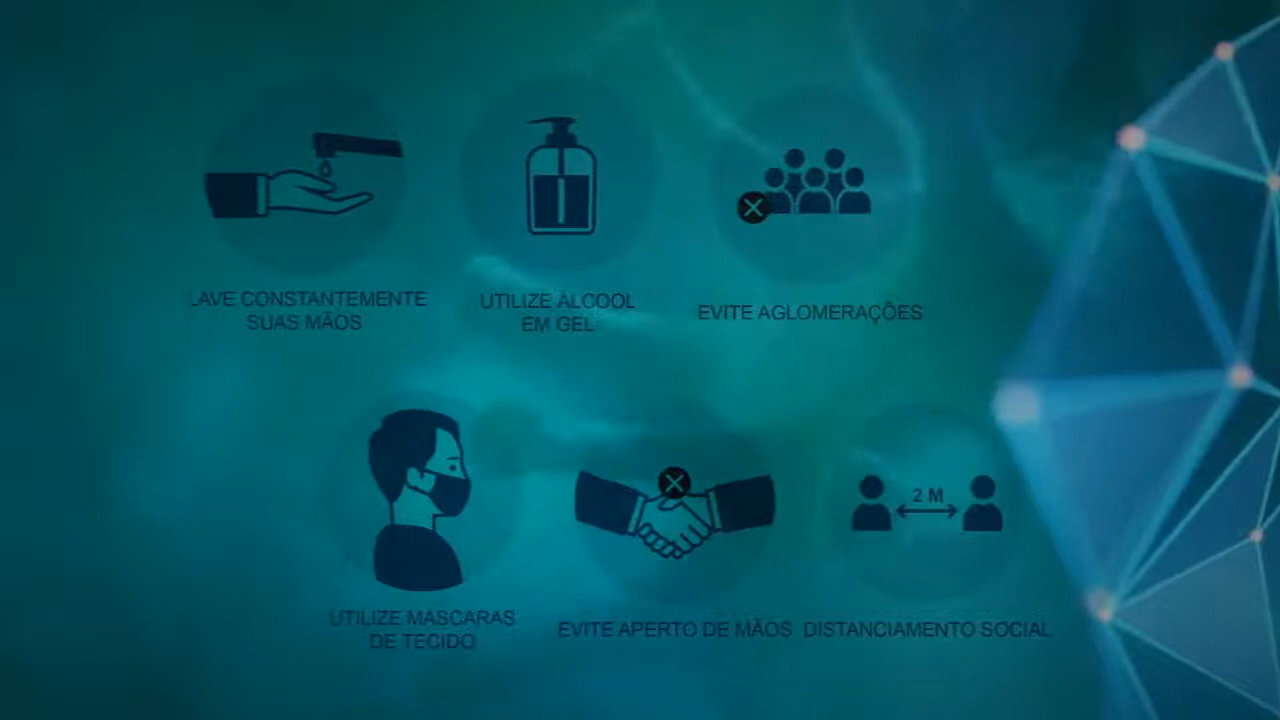 LAVE CONSTANTEMENTE
SUAS MÃOS
UTILIZE ÁLCOOL
EM GEL
EVITE AGLOMERAÇÕES
2 M
UTILIZE MÁSCARAS
DE TECIDO
EVITE APERTO DE MÃOS
DISTANCIAMENTO SOCIAL